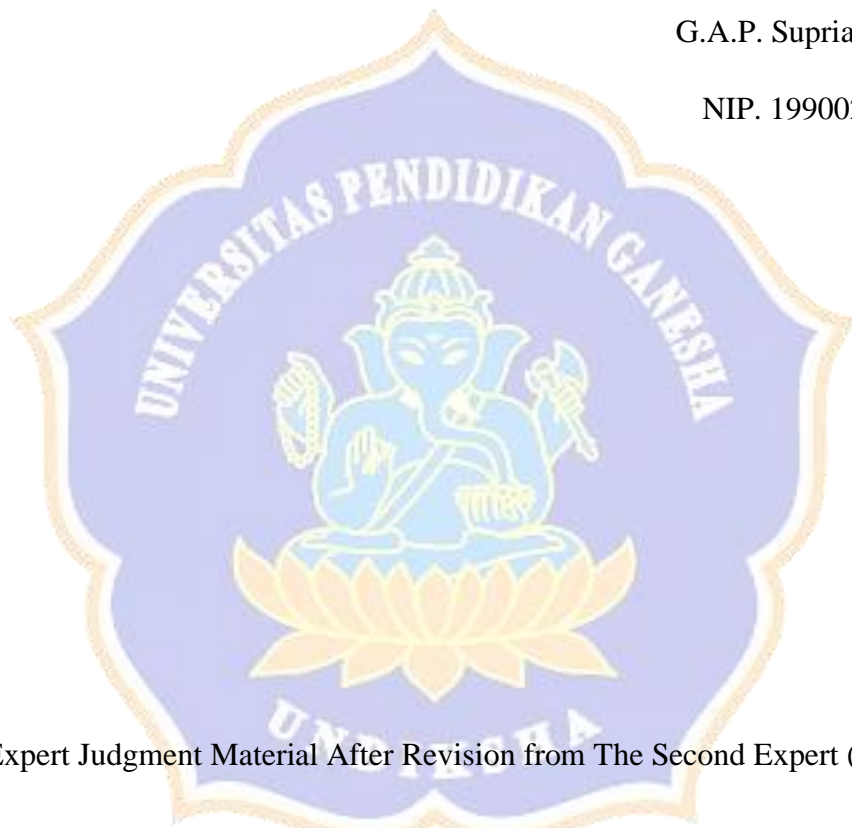 G.A.P. Supria
NIP. 19900
UNIVERSITAS PENDIDIKAN GANESHA
UNDIKSHA
Expert Judgment Material After Revision from The Second Expert (